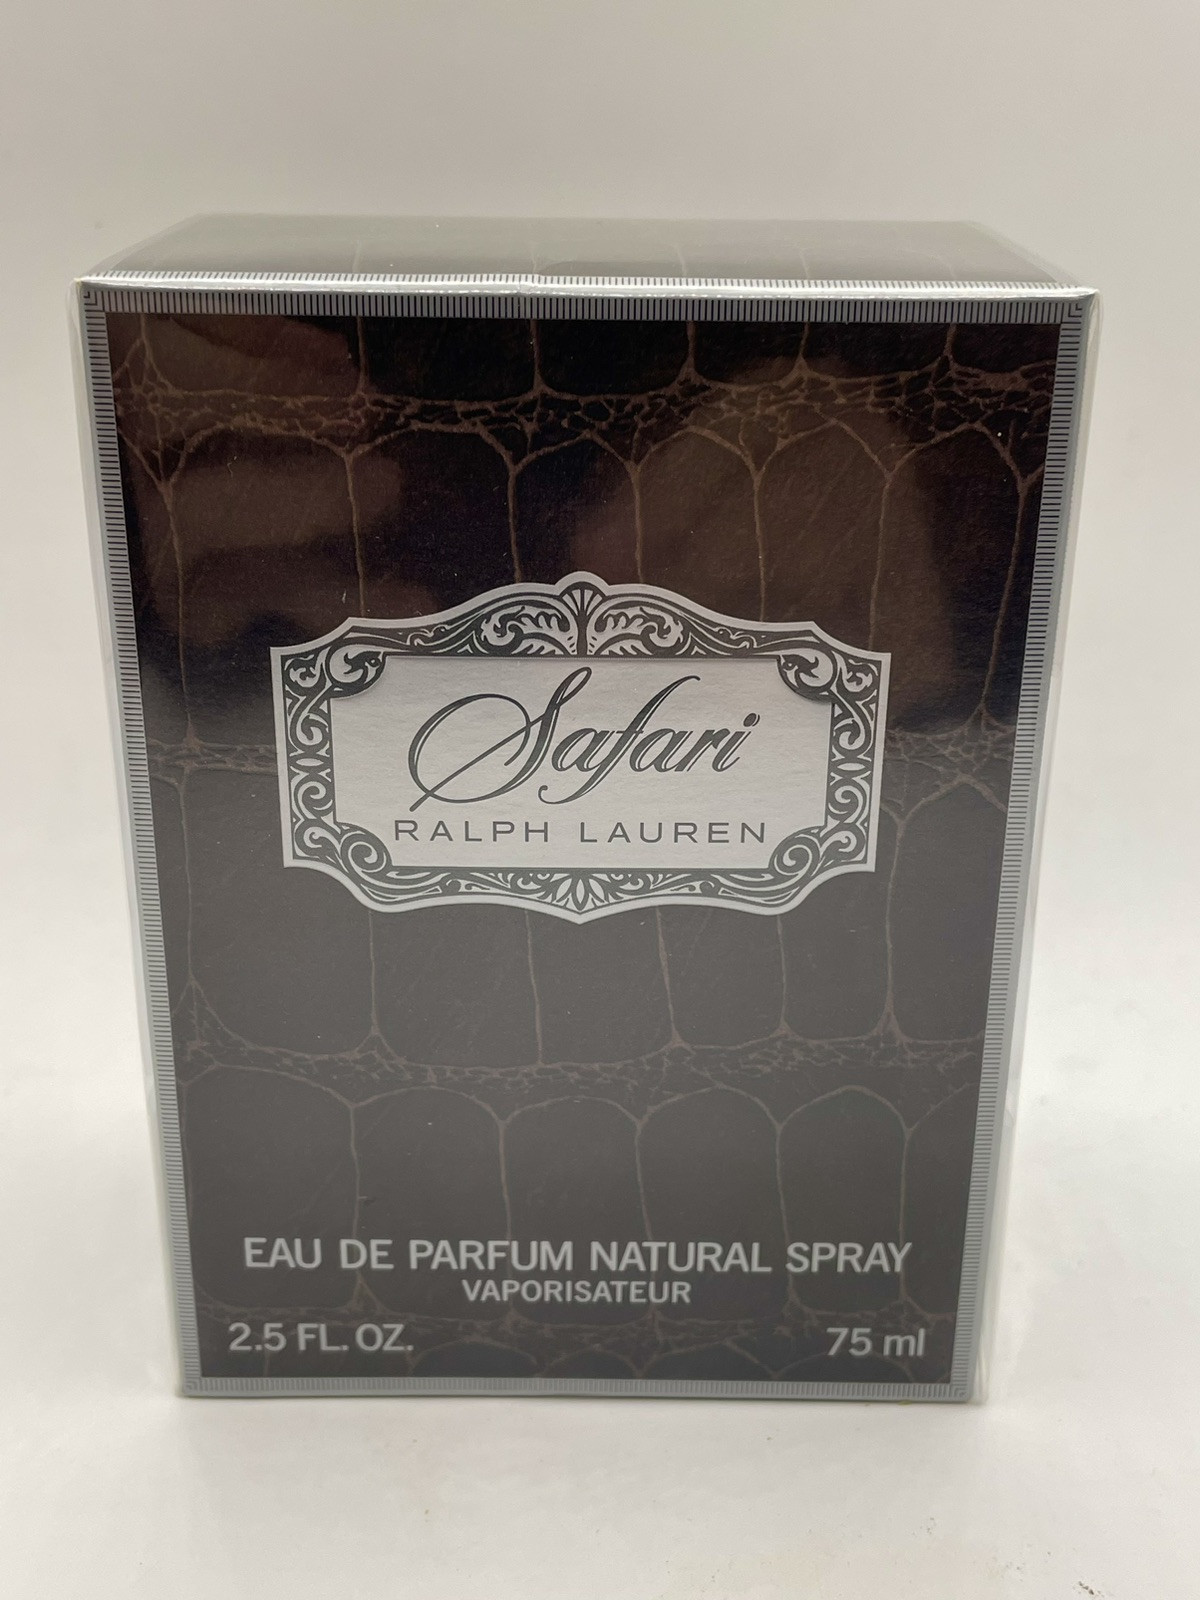 Safari
RALPH LAUREN
EAU DE PARFUM NATURAL SPRAY
VAPORISATEUR
2.5 FL. OZ. 75 ml